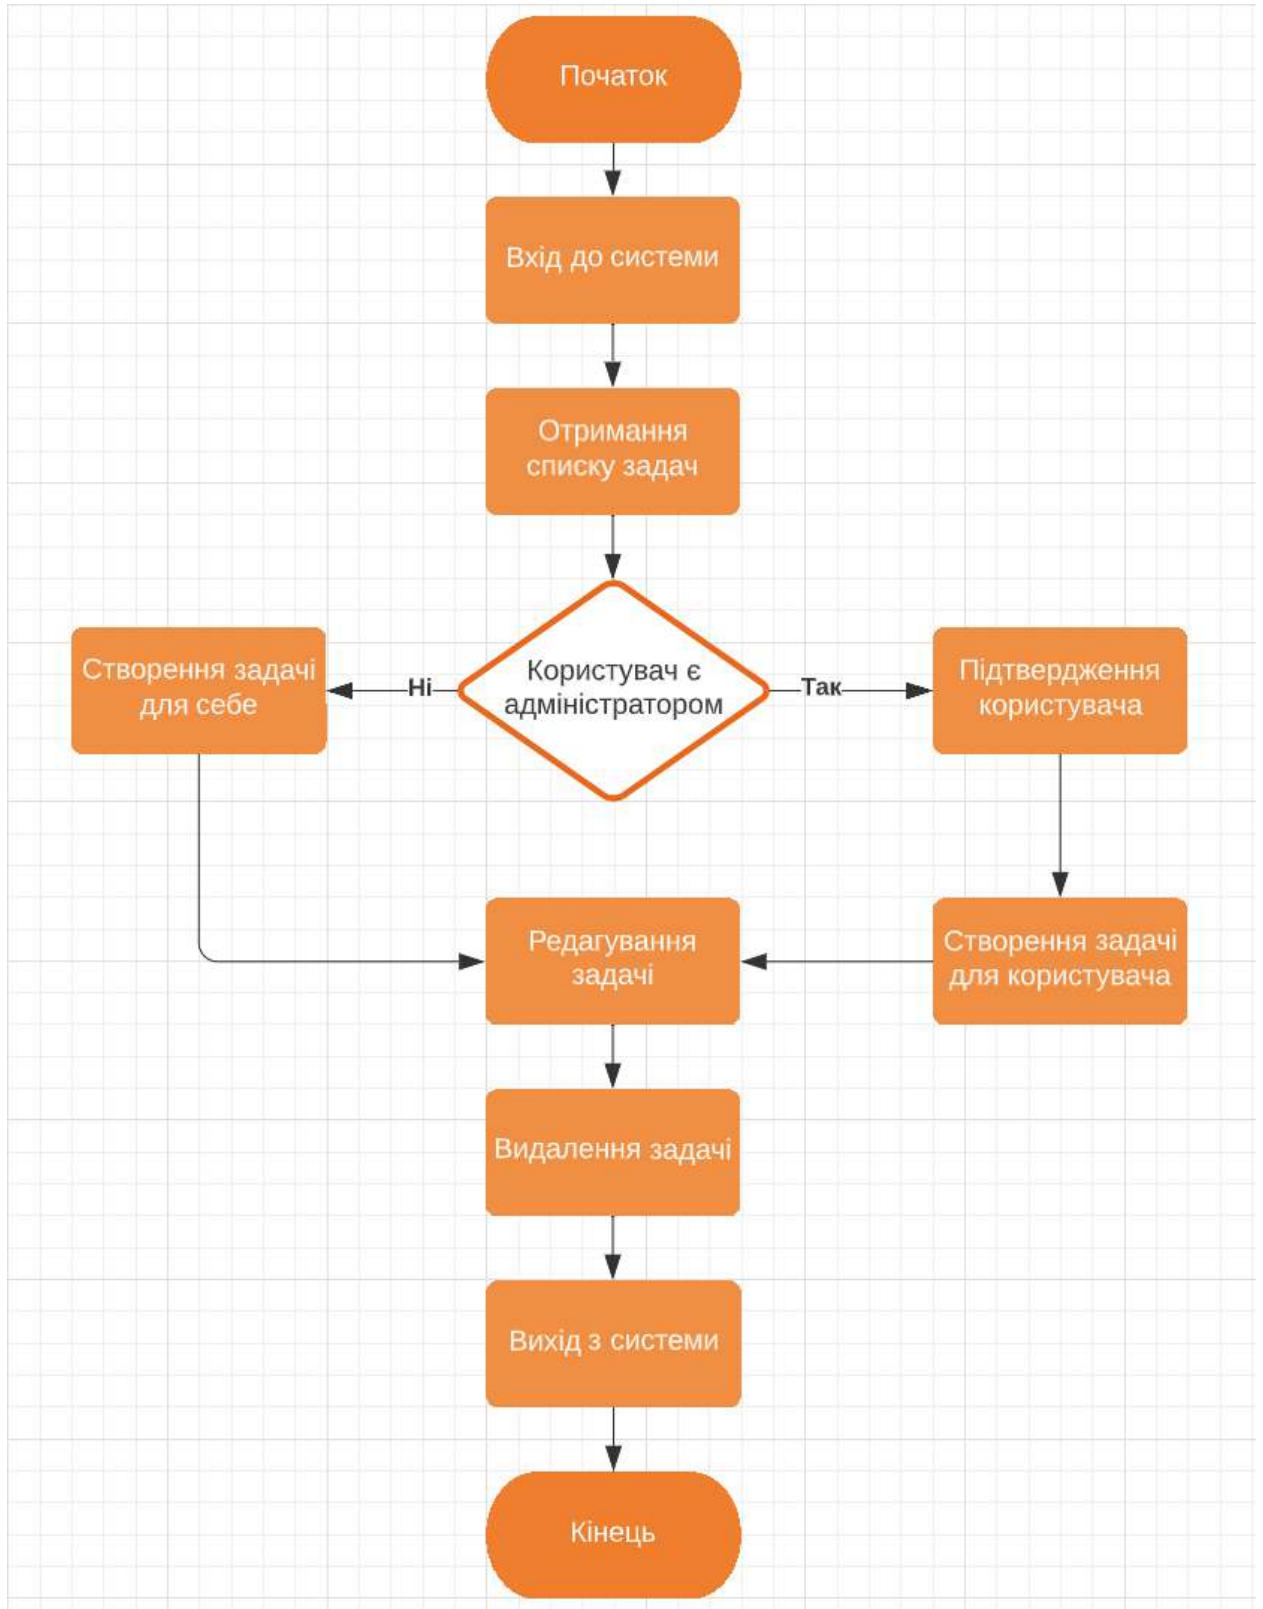 Початок
Вхід до системи
Отримання
списку задач
Користувач є
адміністратором
Ні
Так
Створення задачі
для себе
Підтвердження
користувача
Редагування
задачі
Створення задачі
для користувача
Видалення задачі
Вихід з системи
Кінець